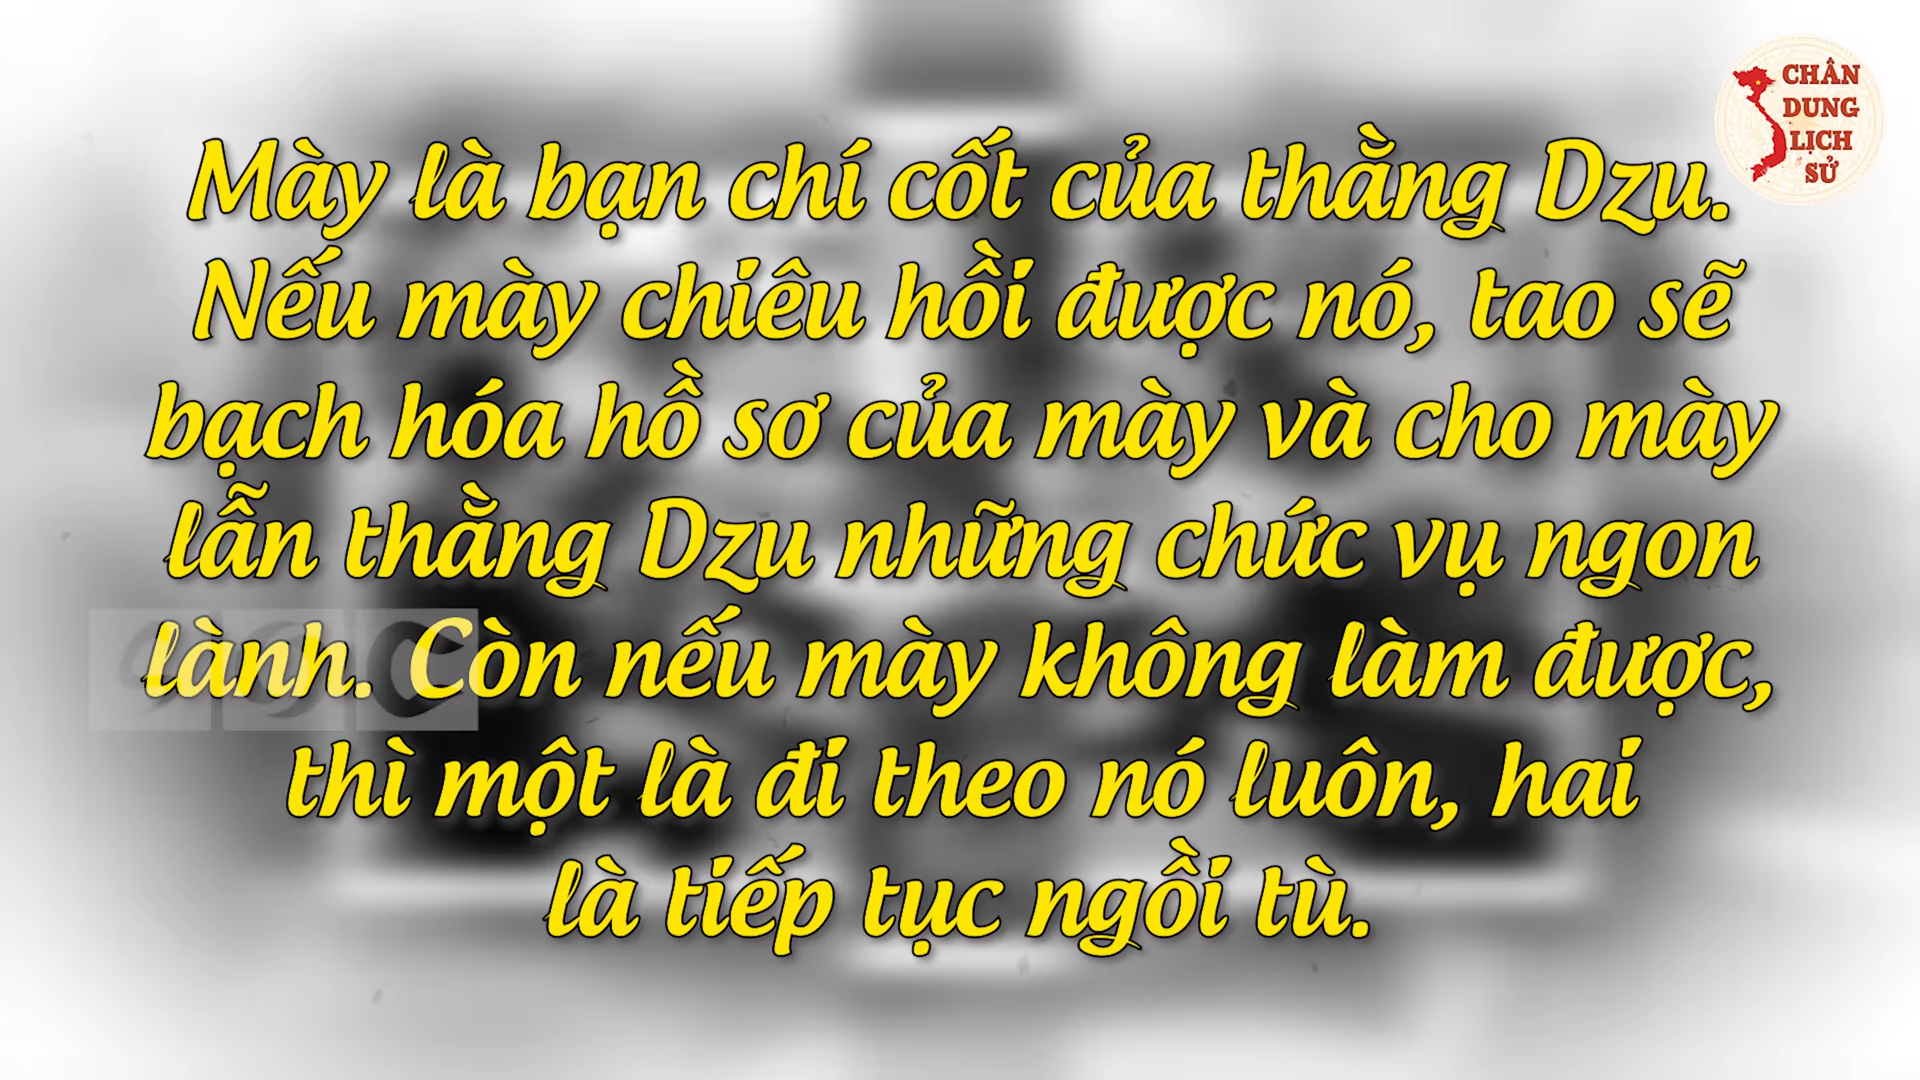 CHÂN
DUNG
LỊCH
SỬ
Mày là bạn chí cốt của thằng Dzu.
Nếu mày chiêu hồi được nó, tao sẽ
bạch hóa hồ sơ của mày và cho mày
lẫn thằng Dzu những chức vụ ngon
lành. Còn nếu mày không làm được,
thì một là đi theo nó luôn, hai
là tiếp tục ngồi tù.